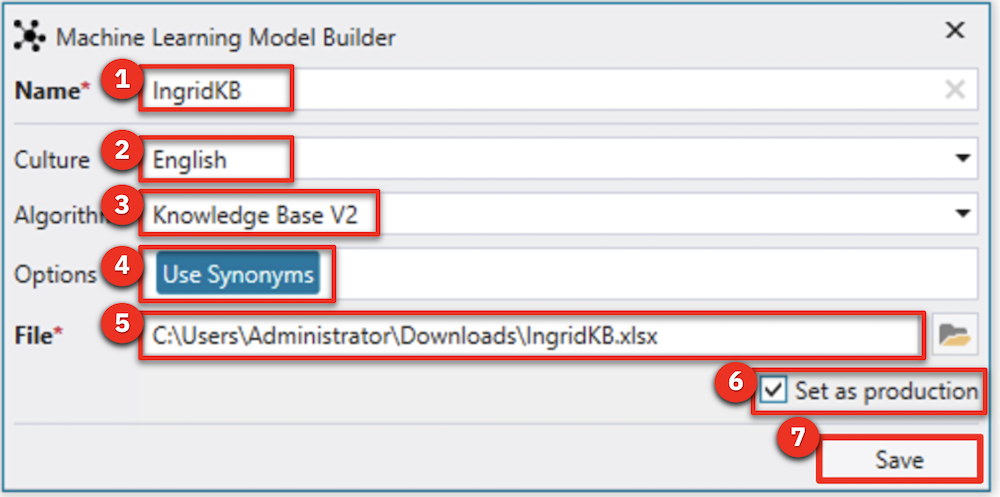 Machine Learning Model Builder
Name* 1 IngridKB
Culture 2 English
Algorith 3 Knowledge Base V2
Options 4 Use Synonyms
File* 5 C:\Users\Administrator\Downloads\IngridKB.xlsx
6 Set as production
7 Save